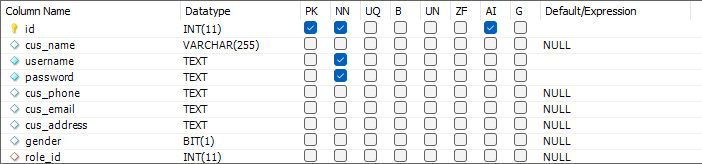 Column Name Datatype PK NN UQ B UN ZF AI G Default/Expression
id INT(11)
cus_name VARCHAR(255) NULL
username TEXT
password TEXT
cus_phone TEXT NULL
cus_email TEXT NULL
cus_address TEXT NULL
gender BIT(1) NULL
role_id INT(11) NULL